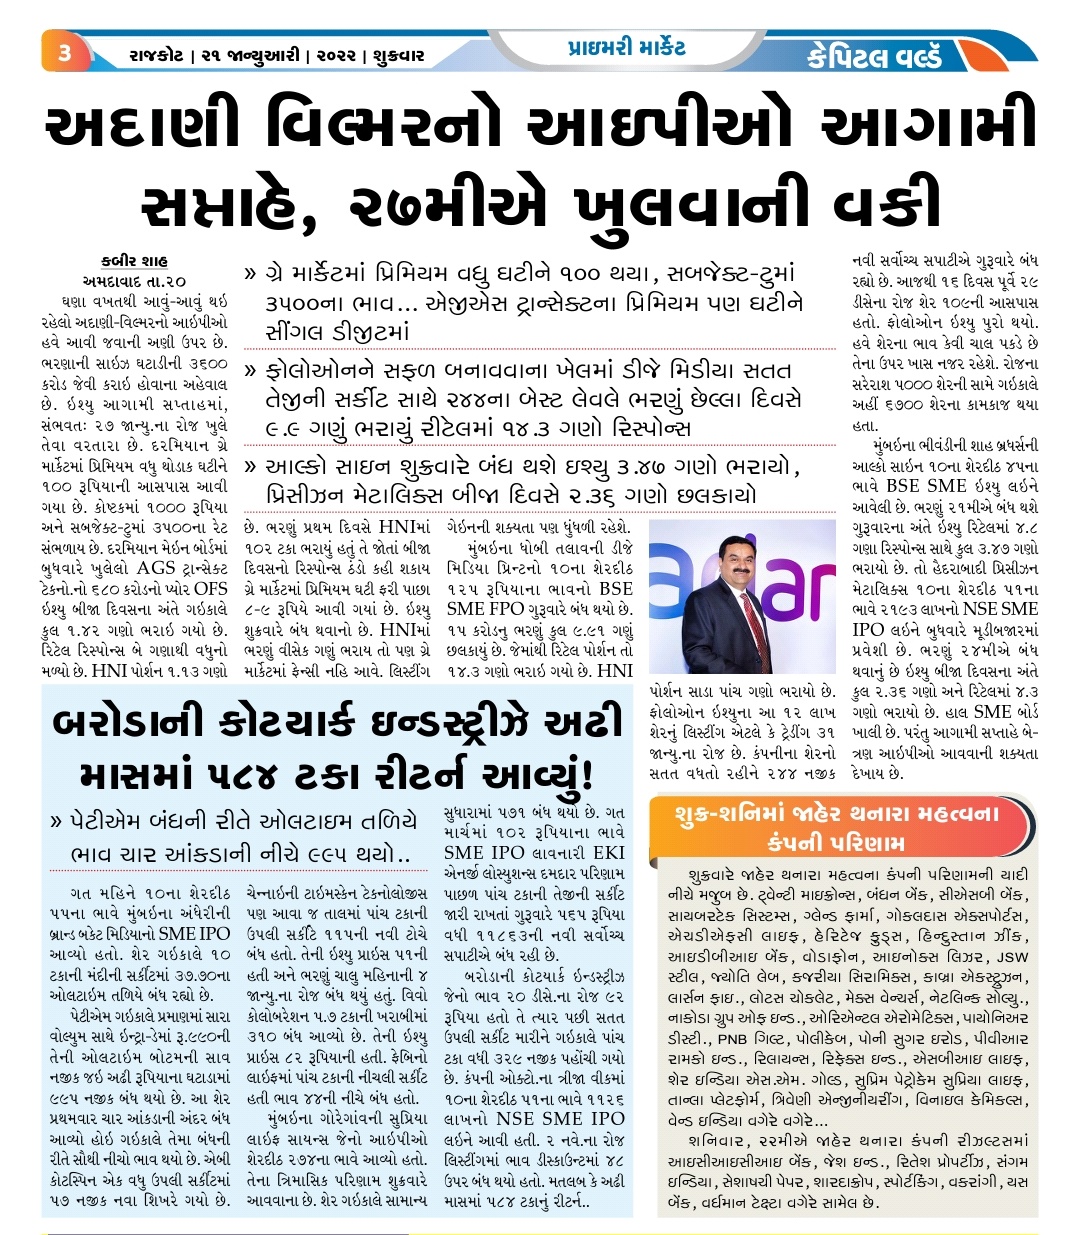 ૩
રાજકોટ | ૨૧ જાન્યુઆરી | ૨૦૨૨ | શુક્રવાર
પ્રાઇમરી માર્કેટ
કેપિટલ વર્લ્ડ
અદાણી વિલ્મરનો આઇપીઓ આગામી
સપ્તાહે, ૨૭મીએ ખુલવાની વકી
કબીર શાહ
અમદાવાદ તા.૨૦
ઘણા વખતથી આવું-આવું થઇ
રહેલો અદાણી-વિલ્મરનો આઇપીઓ
હવે આવી જવાની અણી ઉપર છે.
ભરણાની સાઇઝ ઘટાડીની ૩૬૦૦
કરોડ જેવી કરાઇ હોવાના અહેવાલ
છે. ઇશ્યુ આગામી સપ્તાહમાં,
સંભવતઃ ૨૭ જાન્યુ.ના રોજ ખુલે
તેવા વરતારા છે. દરમિયાન ગ્રે
માર્કેટમાં પ્રિમિયમ વધુ થોડાક ઘટીને
૧૦૦ રૂપિયાની આસપાસ આવી
ગયા છે. કોષ્ટકમાં ૧૦૦૦ રૂપિયા
અને સબજેક્ટ-ટુમાં ૩૫૦૦ના રેટ
સંભળાય છે. દરમિયાન મેઇન બોર્ડમાં
બુધવારે ખુલેલો AGS ટ્રાન્સેક્ટ
ટેકનો.નો ૬૮૦ કરોડનો પ્યોર OFS
ઇશ્યુ બીજા દિવસના અંતે ગઇકાલે
કુલ ૧.૪૨ ગણો ભરાઇ ગયો છે.
રિટેલ રિસ્પોન્સ બે ગણાથી વધુનો
મળ્યો છે. HNI પોર્શન ૧.૧૩ ગણો
» ગ્રે માર્કેટમાં પ્રિમિયમ વધુ ઘટીને ૧૦૦ થયા, સબજેક્ટ-ટુમાં
૩૫૦૦ના ભાવ... એજીએસ ટ્રાન્સેક્ટના પ્રિમિયમ પણ ઘટીને
સીંગલ ડીજીટમાં
» ફોલોઓનને સફળ બનાવવાના ખેલમાં ડીજે મિડીયા સતત
તેજીની સર્કીટ સાથે ૨૪૪ના બેસ્ટ લેવલે ભરણું છેલ્લા દિવસે
૯.૯ ગણું ભરાયું રીટેલમાં ૧૪.૩ ગણો રિસ્પોન્સ
» આલ્કો સાઇન શુક્રવારે બંધ થશે ઇશ્યુ ૩.૪૭ ગણો ભરાયો,
પ્રિસીઝન મેટાલિક્સ બીજા દિવસે ૨.૩૬ ગણો છલકાયો
છે. ભરણું પ્રથમ દિવસે HNIમાં
૧૦૨ ટકા ભરાયું હતું તે જોતાં બીજા
દિવસનો રિસ્પોન્સ ઠંડો કહી શકાય
ગ્રે માર્કેટમાં પ્રિમિયમ ઘટી ફરી પાછા
૮-૯ રૂપિયે આવી ગયાં છે. ઇશ્યુ
શુક્રવારે બંધ થવાનો છે. HNIમાં
ભરણું વીસેક ગણું ભરાય તો પણ ગ્રે
માર્કેટમાં ફેન્સી નહિ આવે. લિસ્ટીંગ
ગેઇનની શક્યતા પણ ધુંધળી રહેશે.
મુંબઇના ધોબી તલાવની ડીજે
મિડિયા પ્રિન્ટનો ૧૦ના શેરદીઠ
૧૨૫ રૂપિયાના ભાવનો BSE
SME FPO ગુરૂવારે બંધ થયો છે.
૧૫ કરોડનુ ભરણું કુલ ૯.૯૧ ગણું
છલકાયું છે. જેમાંથી રિટેલ પોર્શન તો
૧૪.૩ ગણો ભરાઇ ગયો છે. HNI
પોર્શન સાડા પાંચ ગણો ભરાયો છે.
ફોલોઓન ઇશ્યુના આ ૧૨ લાખ
શેરનું લિસ્ટીંગ એટલે કે ટ્રેડીંગ ૩૧
જાન્યુ.ના રોજ છે. કંપનીના શેરનો
સતત વધતો રહીને ૨૪૪ નજીક
નવી સર્વોચ્ચ સપાટીએ ગુરૂવારે બંધ
રહ્યો છે. આજથી ૧૬ દિવસ પૂર્વે ૨૯
ડીસેના રોજ શેર ૧૦૯ની આસપાસ
હતો. ફોલોઓન ઇશ્યુ પુરો થયો.
હવે શેરના ભાવ કેવી ચાલ પકડે છે
તેના ઉપર ખાસ નજર રહેશે. રોજના
સરેરાશ ૫૦૦૦ શેરની સામે ગઇકાલે
અહીં ૬૭૦૦ શેરના કામકાજ થયા
હતા.
મુંબઇના ભીવંડીની શાહ બ્રધર્સની
આલ્કો સાઇન ૧૦ના શેરદીઠ ૪૫ના
ભાવે BSE SME ઇશ્યુ લઇને
આવેલી છે. ભરણું ૨૧મીએ બંધ થશે
ગુરૂવારના અંતે ઇશ્યુ રિટેલમાં ૪.૮
ગણા રિસ્પોન્સ સાથે કુલ ૩.૪૭ ગણો
ભરાયો છે. તો હૈદરાબાદી પ્રિસીઝન
મેટાલિક્સ ૧૦ના શેરદીઠ ૫૧ના
ભાવે ૨૧૯૩ લાખનો NSE SME
IPO લઇને બુધવારે મૂડીબજારમાં
પ્રવેશી છે. ભરણું ૨૪મીએ બંધ
થવાનું છે ઇશ્યુ બીજા દિવસના અંતે
કુલ ૨.૩૬ ગણો અને રિટેલમાં ૪.૩
ગણો ભરાયો છે. હાલ SME બોર્ડ
ખાલી છે. પરંતુ આગામી સપ્તાહે બે-
ત્રણ આઇપીઓ આવવાની શક્યતા
દેખાય છે.
બરોડાની કોટયાર્ક ઇન્ડસ્ટ્રીઝે અઢી
માસમાં ૫૮૪ ટકા રીટર્ન આવ્યું!
» પેટીએમ બંધની રીતે ઓલટાઇમ તળિયે
ભાવ ચાર આંકડાની નીચે ૯૯૫ થયો..
ગત મહિને ૧૦ના શેરદીઠ
૫૫ના ભાવે મુંબઇના અંધેરીની
બ્રાન્ડ બકેટ મિડિયાનો SME IPO
આવ્યો હતો. શેર ગઇકાલે ૧૦
ટકાની મંદીની સર્કીટમાં ૩૭.૭૦ના
ઓલટાઇમ તળિયે બંધ રહ્યો છે.
પેટીએમ ગઇકાલે પ્રમાણમાં સારા
વોલ્યુમ સાથે ઇન્ટ્રા-ડેમાં રૂ.૯૯૦ની
તેની ઓલટાઇમ બોટમની સાવ
નજીક જઇ અઢી રૂપિયાના ઘટાડામાં
૯૯૫ નજીક બંધ થયો છે. આ શેર
પ્રથમવાર ચાર આંકડાની અંદર બંધ
આવ્યો હોઇ ગઇકાલે તેમા બંધની
રીતે સૌથી નીચો ભાવ થયો છે. એબી
કોટસ્પિન એક વધુ ઉપલી સર્કીટમાં
૫૭ નજીક નવા શિખરે ગયો છે.
ચેન્નાઇની ટાઇમસ્કેન ટેકનોલોજીસ
પણ આવા જ તાલમાં પાંચ ટકાની
ઉપલી સર્કીટે ૧૧૫ની નવી ટોચે
બંધ હતો. તેની ઇશ્યુ પ્રાઇસ ૫૧ની
હતી અને ભરણું ચાલુ મહિનાની ૪
જાન્યુ.ના રોજ બંધ થયું હતું. વિવો
કોલોબરેશન ૫.૭ ટકાની ખરાબીમાં
૩૧૦ બંધ આવ્યો છે. તેની ઇશ્યુ
પ્રાઇસ ૮૨ રૂપિયાની હતી. ફેબિનો
લાઇફમાં પાંચ ટકાની નીચલી સર્કીટ
હતી ભાવ ૪૪ની નીચે બંધ હતો.
મુંબઇના ગોરેગાંવની સુપ્રિયા
લાઇફ સાયન્સ જેનો આઇપીઓ
શેરદીઠ ૨૭૪ના ભાવે આવ્યો હતો.
તેના ત્રિમાસિક પરિણામ શુક્રવારે
આવવાના છે. શેર ગઇકાલે સામાન્ય
સુધારામાં ૫૭૧ બંધ થયો છે. ગત
માર્ચમાં ૧૦૨ રૂપિયાના ભાવે
SME IPO લાવનારી EKI
એનર્જી લોસ્યુશન્સ દમદાર પરિણામ
પાછળ પાંચ ટકાની તેજીની સર્કીટ
જારી રાખતાં ગુરૂવારે ૫૬૫ રૂપિયા
વધી ૧૧૮૬૩ની નવી સર્વોચ્ચ
સપાટીએ બંધ રહી છે.
બરોડાની કોટયાર્ક ઇન્ડસ્ટ્રીઝ
જેનો ભાવ ૨૦ ડીસે.ના રોજ ૯૨
રૂપિયા હતો તે ત્યાર પછી સતત
ઉપલી સર્કીટ મારીને ગઇકાલે પાંચ
ટકા વધી ૩૨૯ નજીક પહોંચી ગયો
છે. કંપની ઓક્ટો.ના ત્રીજા વીકમાં
૧૦ના શેરદીઠ ૫૧ના ભાવે ૧૧૨૬
લાખનો NSE SME IPO
લઇને આવી હતી. ૨ નવે.ના રોજ
લિસ્ટીંગમાં ભાવ ડીસ્કાઉન્ટમાં ૪૮
ઉપર બંધ થયો હતો. મતલબ કે અઢી
માસમાં ૫૮૪ ટકાનું રીટર્ન..
શુક્ર-શનિમાં જાહેર થનારા મહત્વના
કંપની પરિણામ
શુક્રવારે જાહેર થનારા મહત્વના કંપની પરિણામની યાદી
નીચે મજુબ છે. ટ્વેન્ટી માઇક્રોન્સ, બંધન બેંક, સીએસબી બેંક,
સાયબરટેક સિસ્ટમ્સ, ગ્લેન્ડ ફાર્મા, ગોકલદાસ એક્સપોર્ટસ,
એચડીએફસી લાઇફ, હેરિટેજ ફુડ્સ, હિન્દુસ્તાન ઝીંક,
આઇડીબીઆઇ બેંક, વોડાફોન, આઇનોક્સ લિઝર, JSW
સ્ટીલ, જ્યોતિ લેબ, કજરીયા સિરામિક્સ, કાબ્રા એક્સ્ટ્રુઝન,
લાર્સન ફાઇ., લોટસ ચોકલેટ, મેક્સ વેન્ચર્સ, નેટલિન્ક સોલ્યુ.,
નાકોડા ગ્રુપ ઓફ ઇન્ડ., ઓરિએન્ટલ એરોમેટિક્સ, પાયોનિઅર
ડીસ્ટી., PNB ગિલ્ટ, પોલીકેબ, પોની સુગર ઇરોડ, પીવીઆર
રામકો ઇન્ડ., રિલાયન્સ, રિફેક્સ ઇન્ડ., એસબીઆઇ લાઇફ,
શેર ઇન્ડિયા એસ.એમ. ગોલ્ડ, સુપ્રિમ પેટ્રોકેમ સુપ્રિયા લાઇફ,
તાન્લા પ્લેટફોર્મ, ત્રિવેણી એન્જીનીયરીંગ, વિનાઇલ કેમિકલ્સ,
વેન્ડ ઇન્ડિયા વગેરે વગેરે...
શનિવાર, ૨૨મીએ જાહેર થનારા કંપની રીઝલ્ટસમાં
આઇસીઆઇસીઆઇ બેંક, જેશ ઇન્ડ., રિતેશ પ્રોપર્ટીઝ, સંગમ
ઇન્ડિયા, સેશાષયી પેપર, શારદાક્રોપ, સ્પોર્ટકિંગ, વકરાંગી, યસ
બેંક, વર્ધમાન ટેક્ષ્ટા વગેરે સામેલ છે.